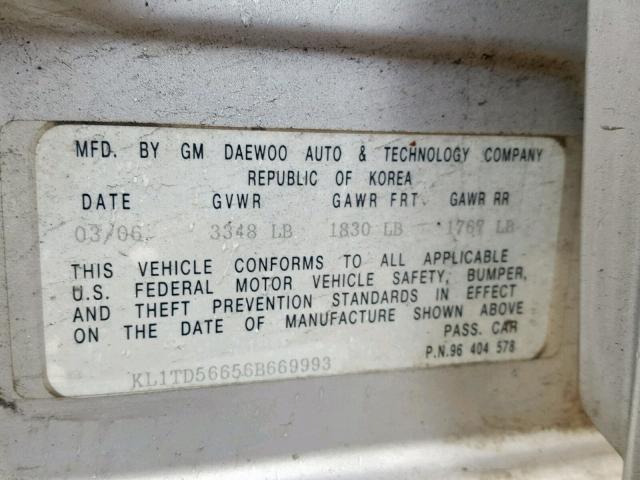 MFD. BY GM DAEWOO AUTO & TECHNOLOGY COMPANY
REPUBLIC OF KOREA
DATE GVWR GAWR FRT. GAWR RR
03/06 3348 LB 1830 LB 1767 LB
THIS VEHICLE CONFORMS TO ALL APPLICABLE
U.S. FEDERAL MOTOR VEHICLE SAFETY, BUMPER,
AND THEFT PREVENTION STANDARDS IN EFFECT
ON THE DATE OF MANUFACTURE SHOWN ABOVE
PASS. CAR
P.N.96 404 578
KL1TD56656B669993